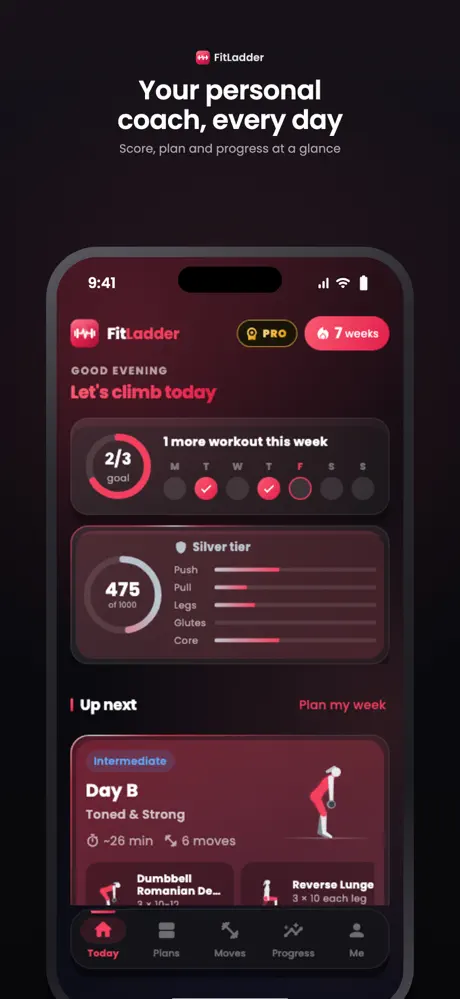 FitLadder
Your personal
coach, every day
Score, plan and progress at a glance
9:41
FitLadder
PRO
7 weeks
GOOD EVENING
Let's climb today
2/3
goal
1 more workout this week
M T W T F S S
475
of 1000
Silver tier
Push
Pull
Legs
Glutes
Core
Up next
Plan my week
Intermediate
Day B
Toned & Strong
~26 min
6 moves
Dumbbell
Romanian De...
3 × 10-12
Reverse Lunge
3 × 10 each leg
Today
Plans
Moves
Progress
Me